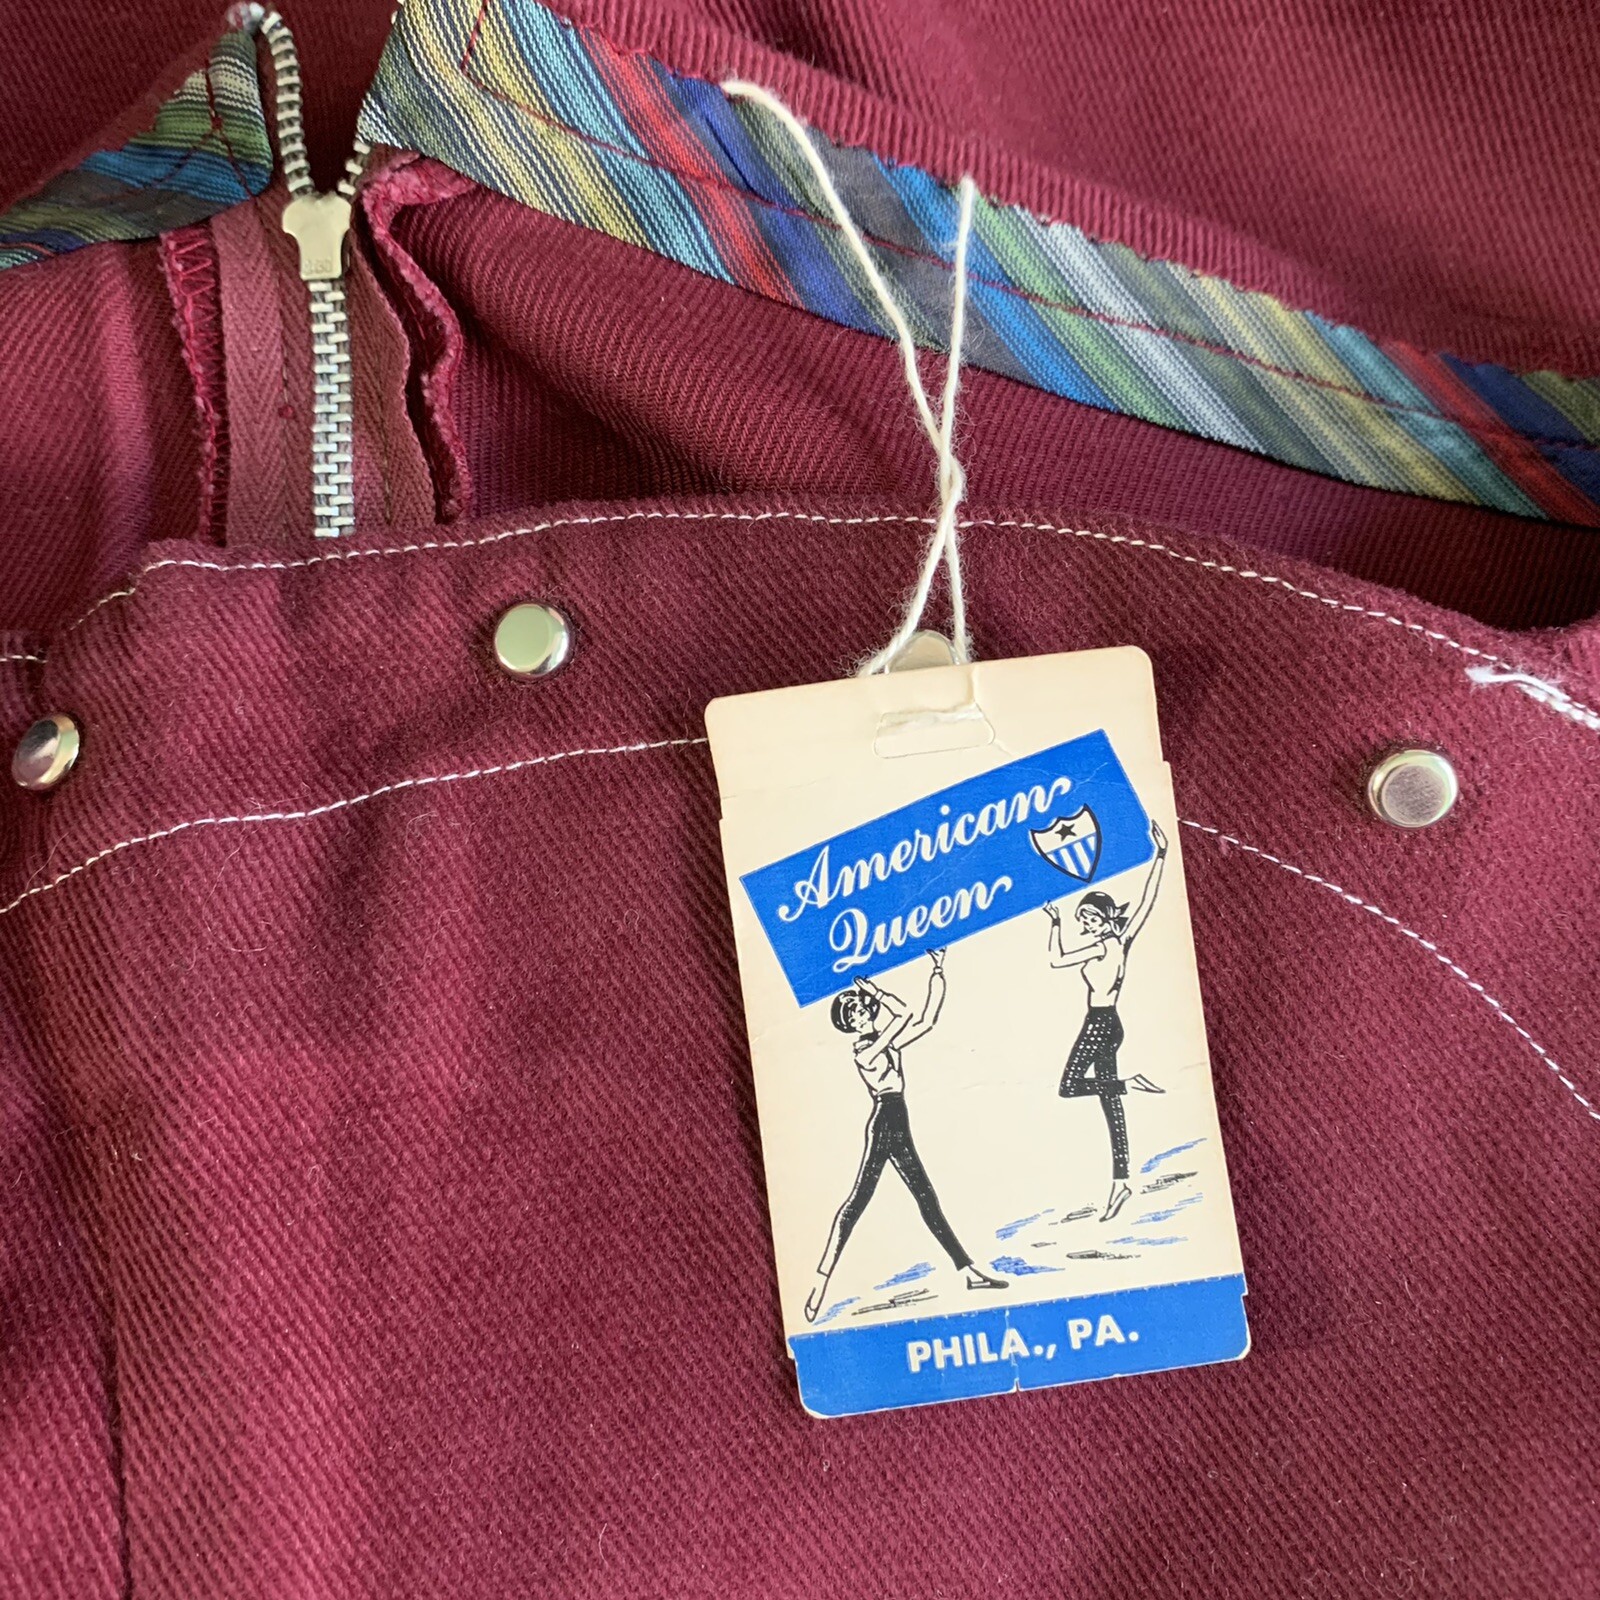 American
Queen
PHILA., PA.